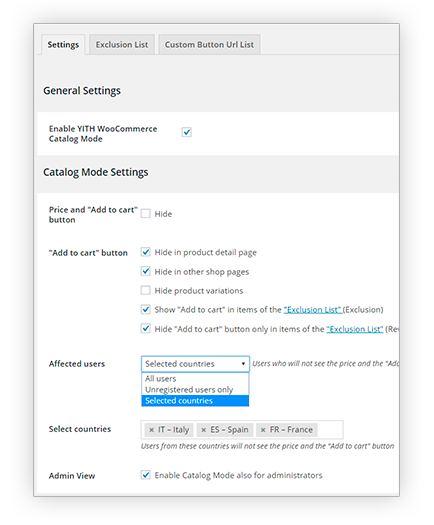 Settings
Exclusion List
Custom Button Url List
General Settings
Enable YITH WooCommerce
Catalog Mode
Catalog Mode Settings
Price and "Add to cart"
button
Hide
"Add to cart" button
Hide in product detail page
Hide in other shop pages
Hide product variations
Show "Add to cart" in items of the "Exclusion List" (Exclusion)
Hide "Add to cart" button only in items of the "Exclusion List" (Rev
Affected users
Selected countries
Users who will not see the price and the "Add
All users
Unregistered users only
Selected countries
Select countries
× IT – Italy × ES – Spain × FR – France
Users from these countries will not see the price and the "Add to cart" button
Admin View
Enable Catalog Mode also for administrators